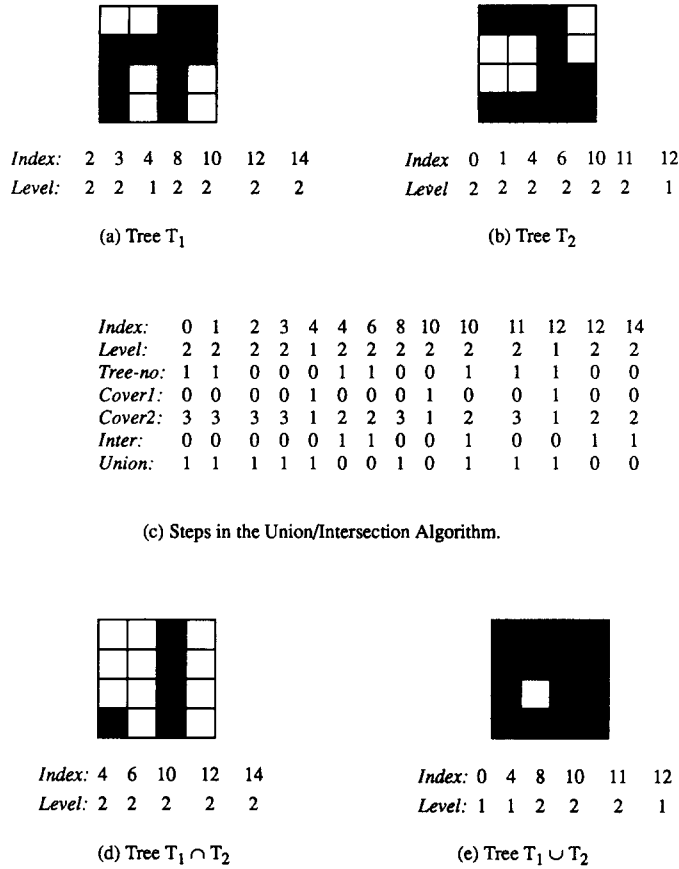 Index: 2 3 4 8 10 12 14
Level: 2 2 1 2 2 2 2
(a) Tree T1
Index 0 1 4 6 10 11 12
Level 2 2 2 2 2 2 1
(b) Tree T2
Index: 0 1 2 3 4 4 6 8 10 10 11 12 12 14
Level: 2 2 2 2 1 2 2 2 2 2 2 1 2 2
Tree-no: 1 1 0 0 0 1 1 0 0 1 1 1 0 0
Cover1: 0 0 0 0 1 0 0 0 1 0 0 1 0 0
Cover2: 3 3 3 3 1 2 2 3 1 2 3 1 2 2
Inter: 0 0 0 0 0 1 1 0 0 1 0 0 1 1
Union: 1 1 1 1 1 0 0 1 0 1 1 1 0 0
(c) Steps in the Union/Intersection Algorithm.
Index: 4 6 10 12 14
Level: 2 2 2 2 2
(d) Tree T1 ∩ T2
Index: 0 4 8 10 11 12
Level: 1 1 2 2 2 1
(e) Tree T1 ∪ T2